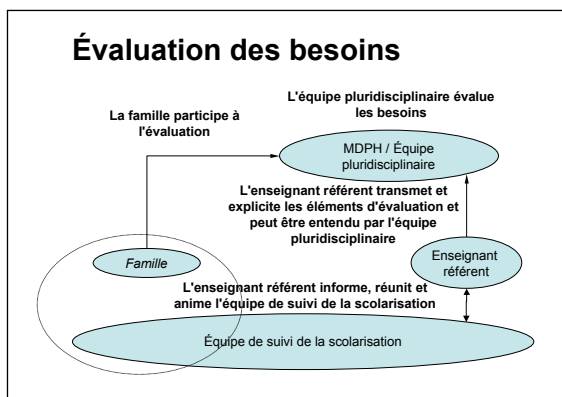 Évaluation des besoins
La famille participe à
l'évaluation
L'équipe pluridisciplinaire évalue
les besoins
MDPH / Équipe
pluridisciplinaire
L'enseignant référent transmet et
explicite les éléments d'évaluation et
peut être entendu par l'équipe
pluridisciplinaire
Famille
Enseignant
référent
L'enseignant référent informe, réunit et
anime l'équipe de suivi de la scolarisation
Équipe de suivi de la scolarisation